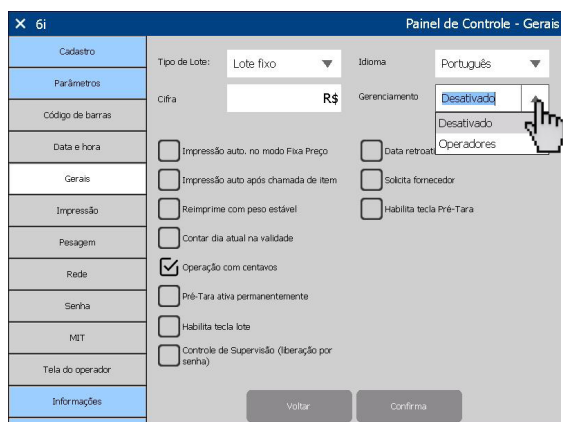 6i
Painel de Controle - Gerais
Cadastro
Parâmetros
Código de barras
Data e hora
Gerais
Impressão
Pesagem
Rede
Senha
MIT
Tela do operador
Informações
Tipo de Lote:
Lote fixo
Idioma
Português
Cifra
R$
Gerenciamento
Desativado
Desativado
Operadores
Impressão auto. no modo Fixa Preço
Data retroati
Impressão auto após chamada de item
Solicita fornecedor
Reimprime com peso estável
Habilita tecla Pré-Tara
Contar dia atual na validade
Operação com centavos
Pré-Tara ativa permanentemente
Habilita tecla lote
Controle de Supervisão (liberação por
senha)
Voltar
Confirma